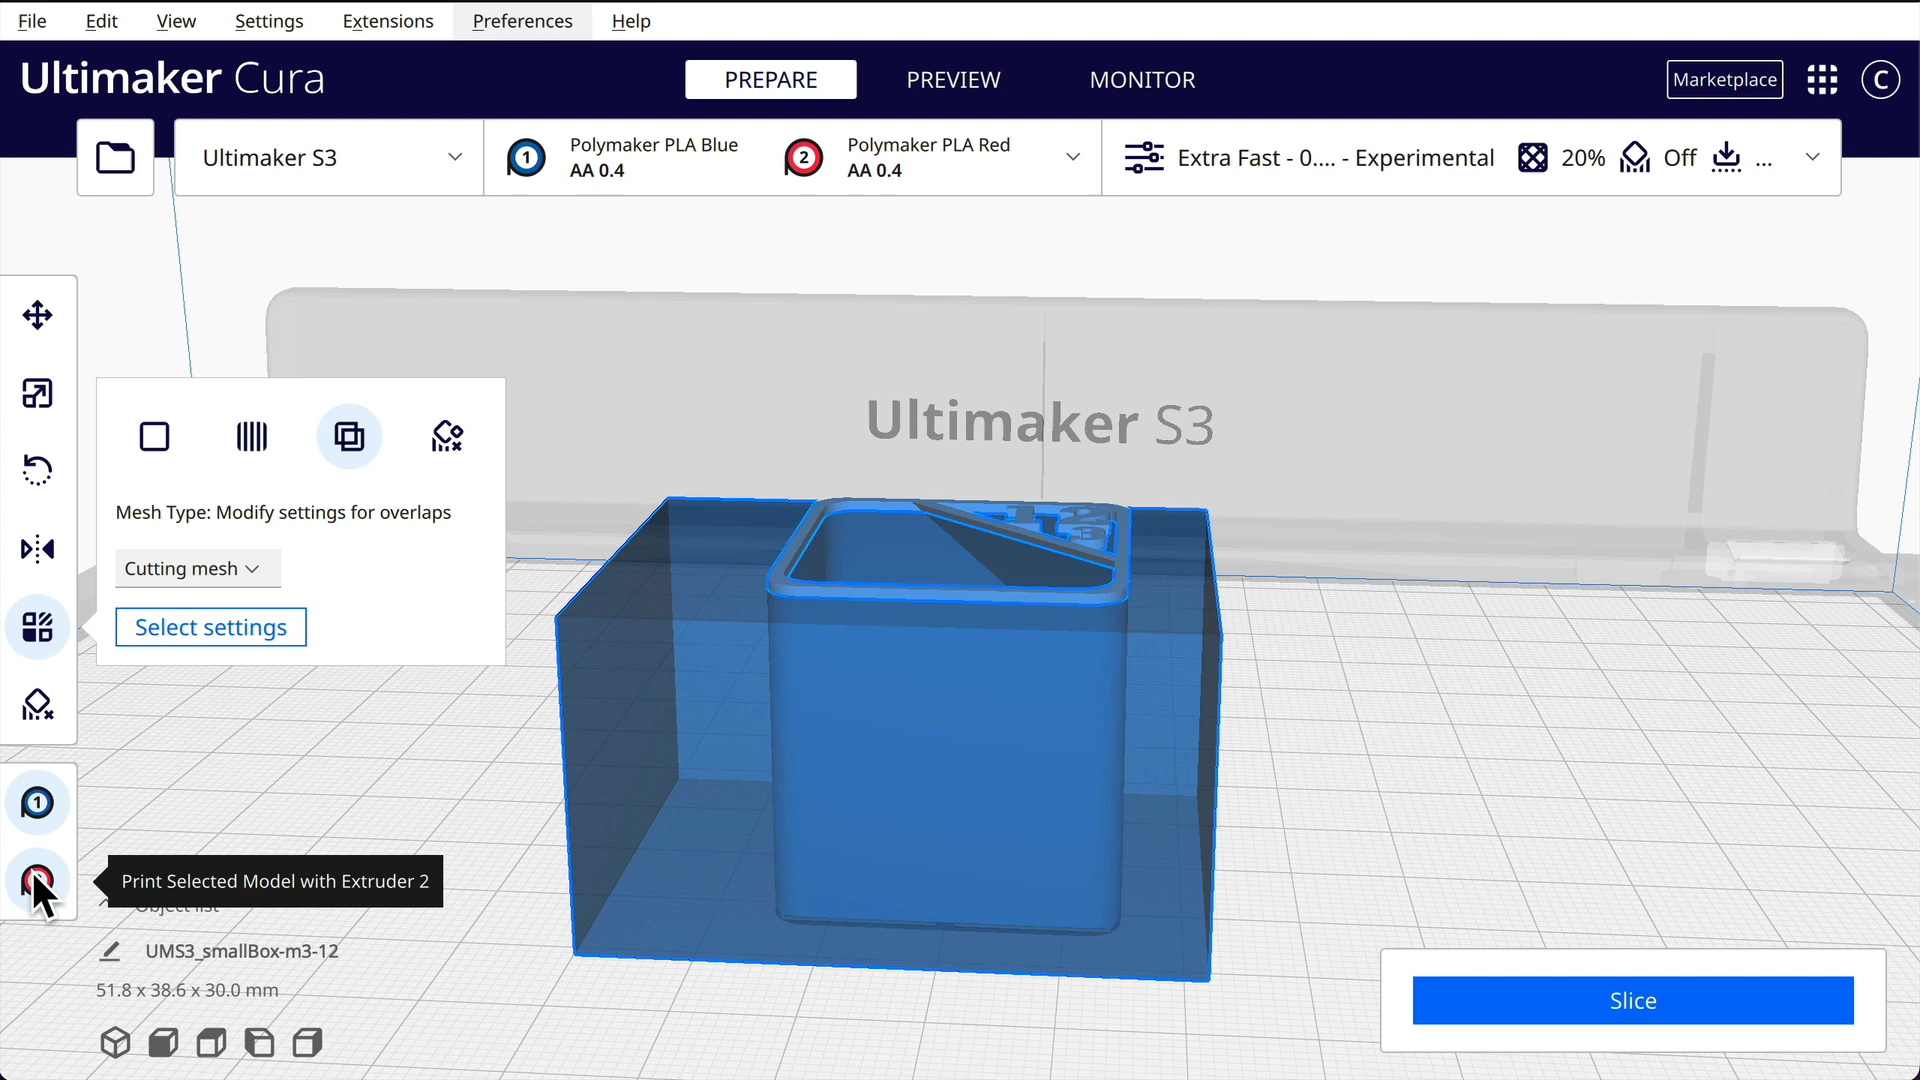 File Edit View Settings Extensions Preferences Help
Ultimaker Cura
PREPARE
PREVIEW
MONITOR
Marketplace
C
Ultimaker S3
1
Polymaker PLA Blue
AA 0.4
2
Polymaker PLA Red
AA 0.4
Extra Fast - 0.... - Experimental
20%
Off
...
Ultimaker S3
Mesh Type: Modify settings for overlaps
Cutting mesh
Select settings
1
Print Selected Model with Extruder 2
Object list
UMS3_smallBox-m3-12
51.8 x 38.6 x 30.0 mm
Slice